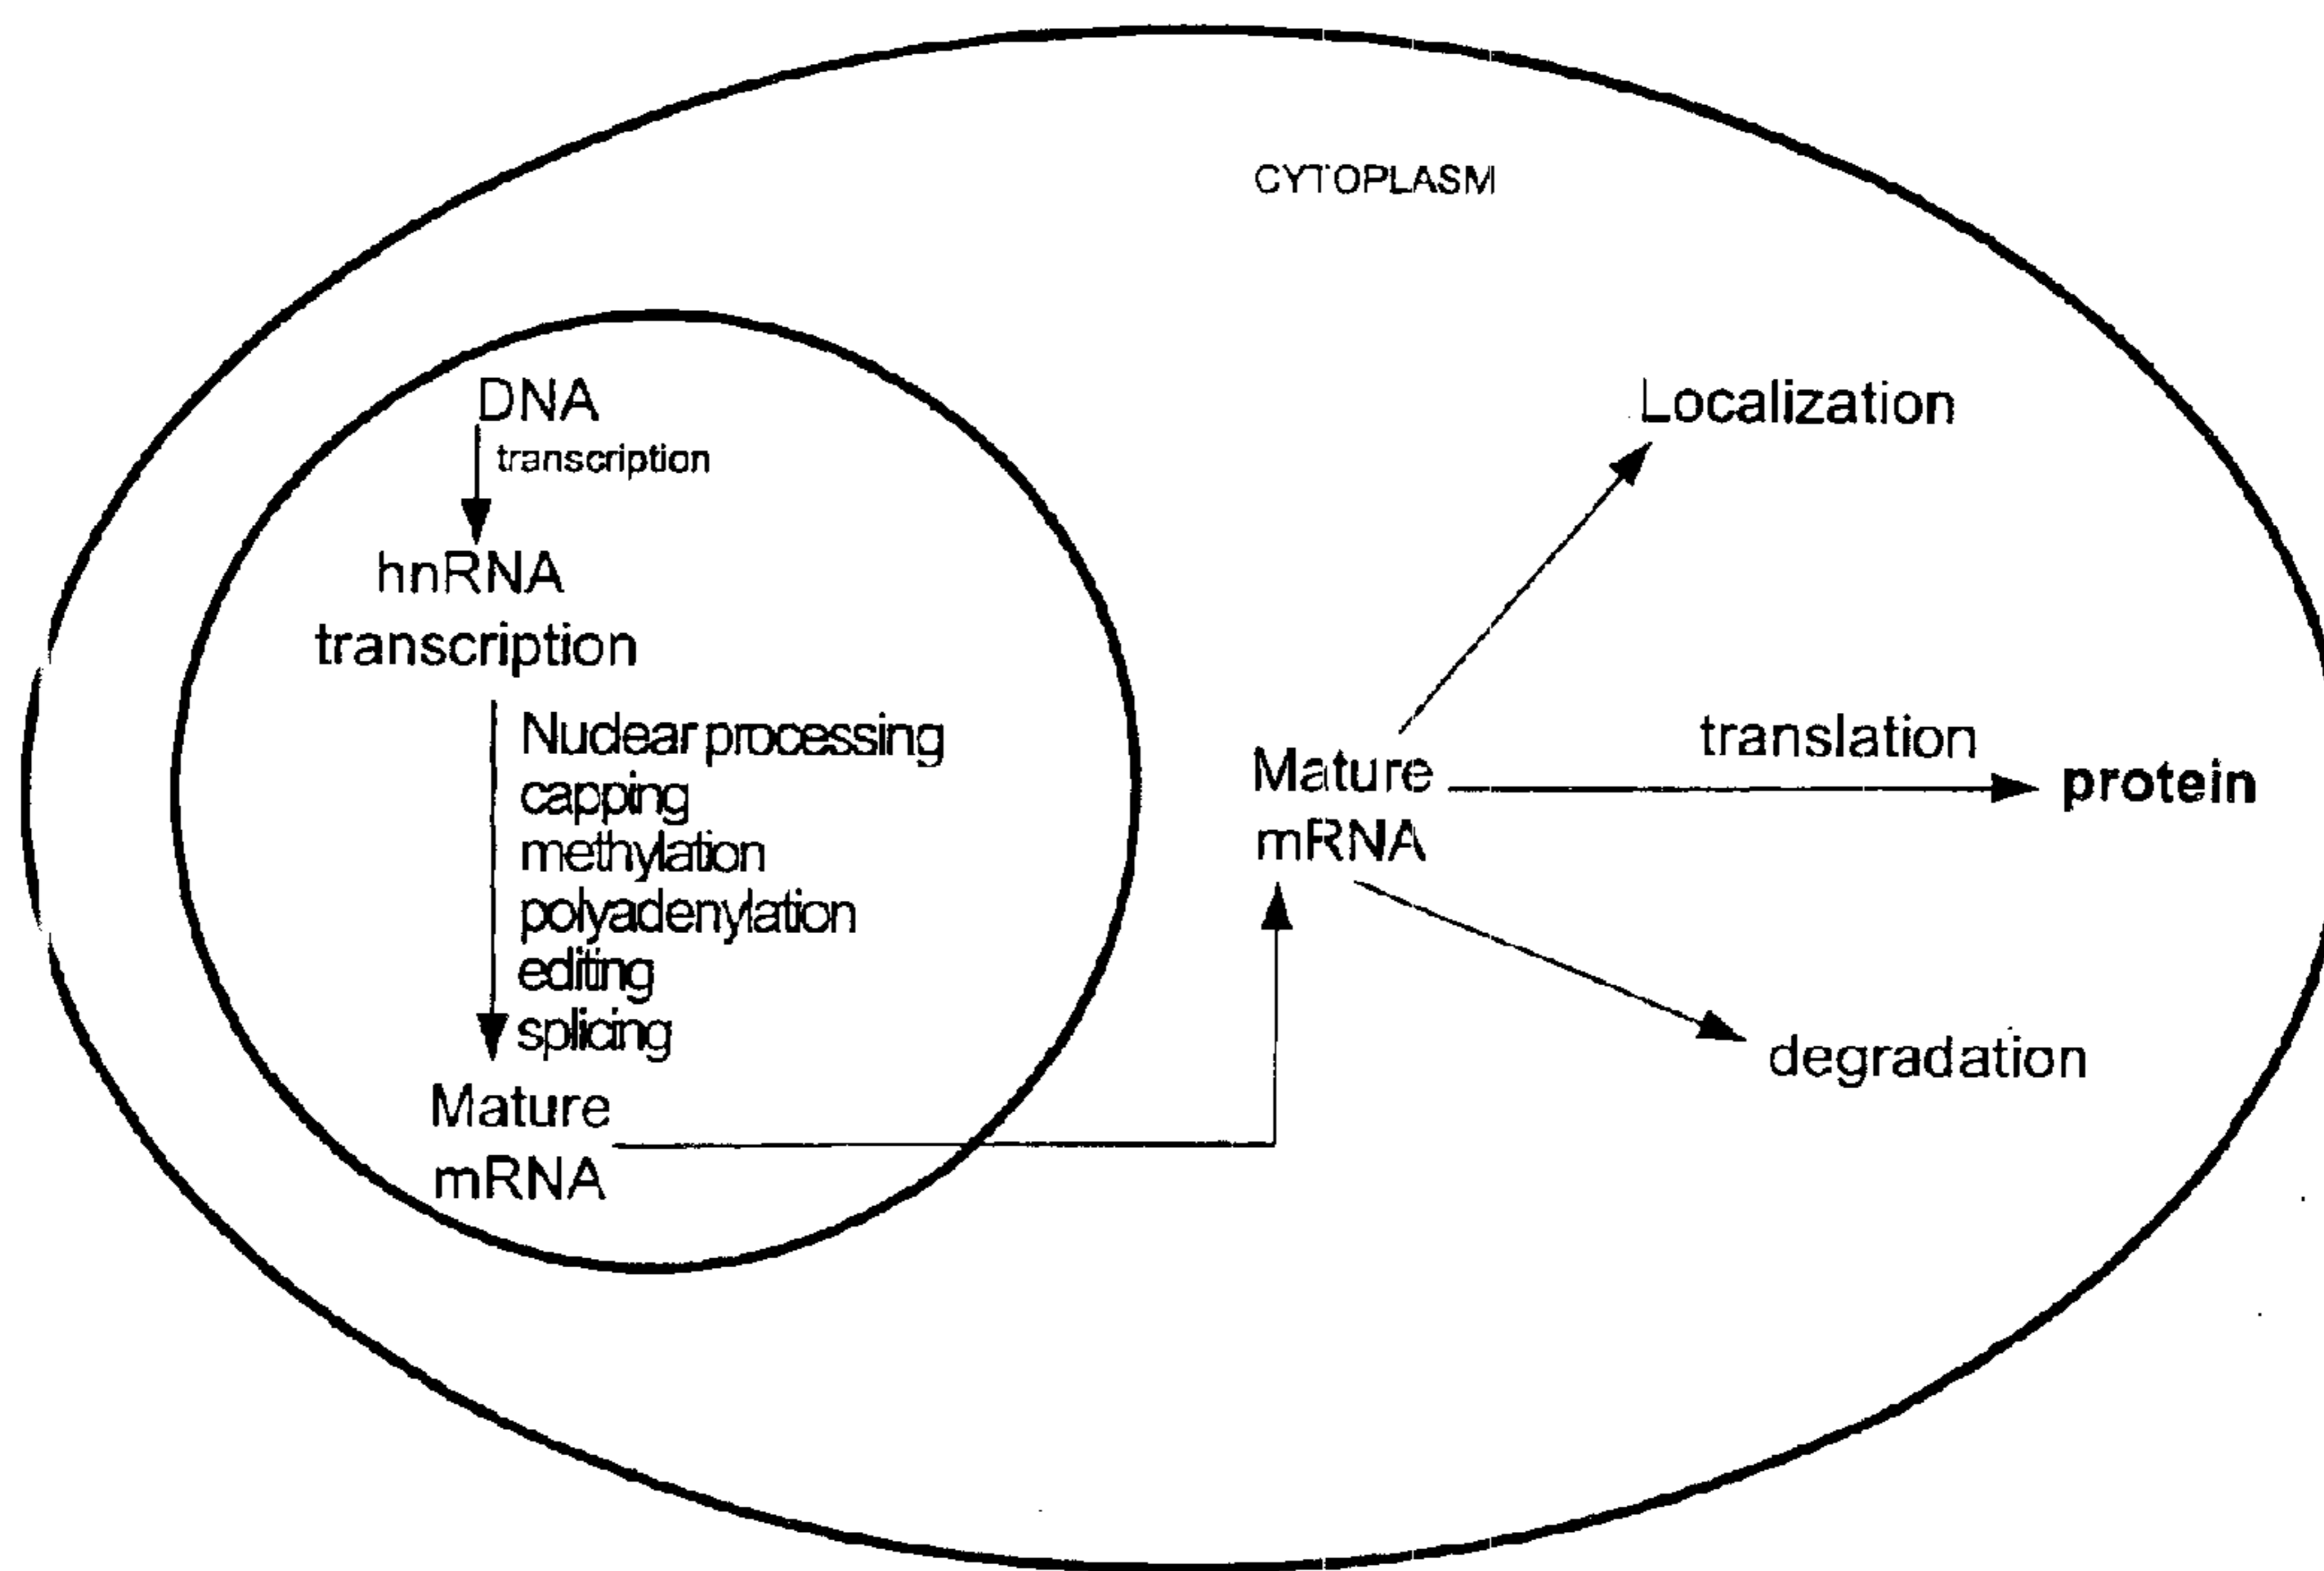 CYTOPLASM
DNA
transcription
hnRNA
transcription
Nuclear processing
capping
methylation
polyadenylation
editing
splicing
Mature
mRNA
Mature
mRNA
Localization
translation
protein
degradation